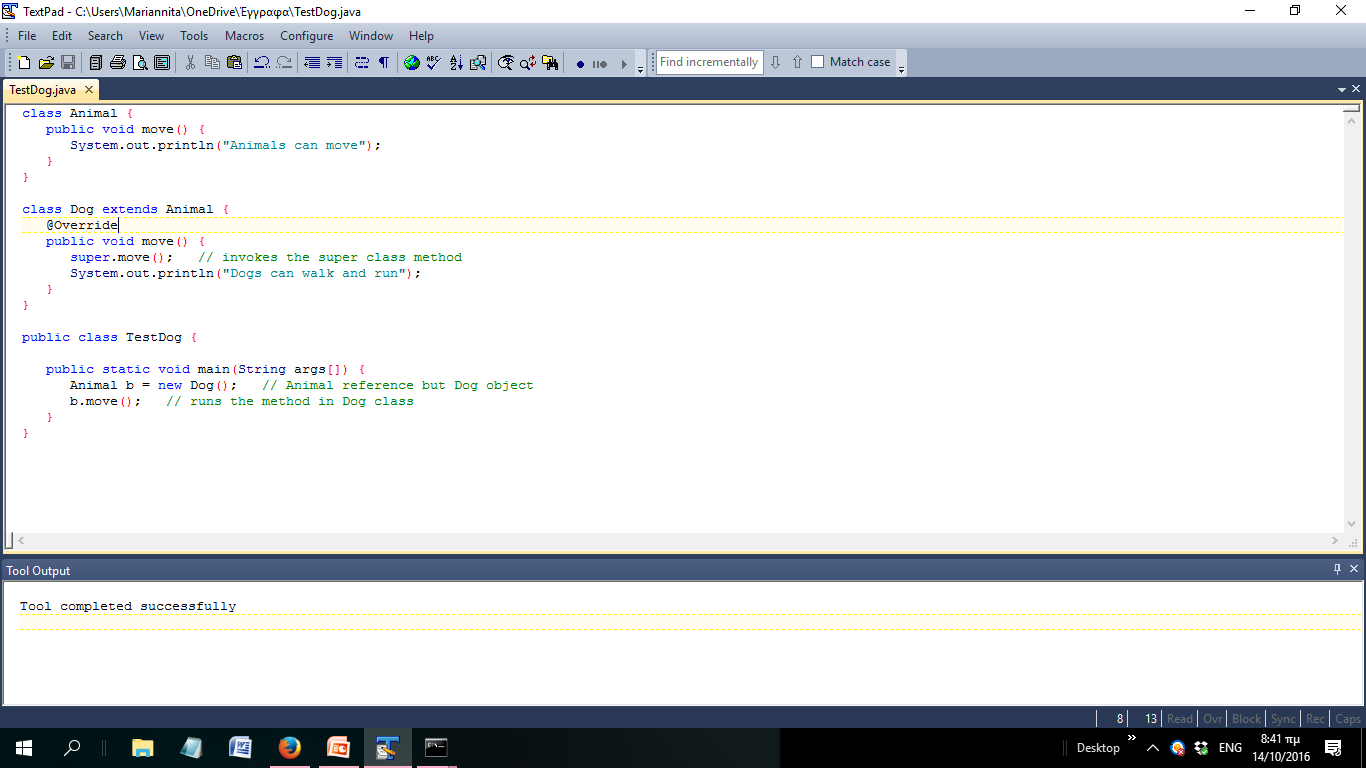 TextPad - C:\Users\Mariannita\OneDrive\Έγγραφα\TestDog.java
File Edit Search View Tools Macros Configure Window Help
Find incrementally Match case
TestDog.java
class Animal {
   public void move() {
      System.out.println("Animals can move");
   }
}

class Dog extends Animal {
   @Override
   public void move() {
      super.move();   // invokes the super class method
      System.out.println("Dogs can walk and run");
   }
}

public class TestDog {

   public static void main(String args[]) {
      Animal b = new Dog();   // Animal reference but Dog object
      b.move();   // runs the method in Dog class
   }
}
Tool Output
Tool completed successfully
8 13 Read Ovr Block Sync Rec Caps
Desktop ENG 8:41 πμ
14/10/2016